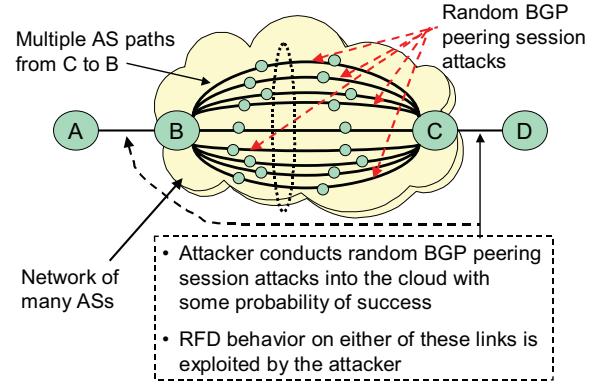 Random BGP
peering session
attacks
Multiple AS paths
from C to B
A
B
C
D
Network of
many ASs
• Attacker conducts random BGP peering
session attacks into the cloud with
some probability of success
• RFD behavior on either of these links is
exploited by the attacker